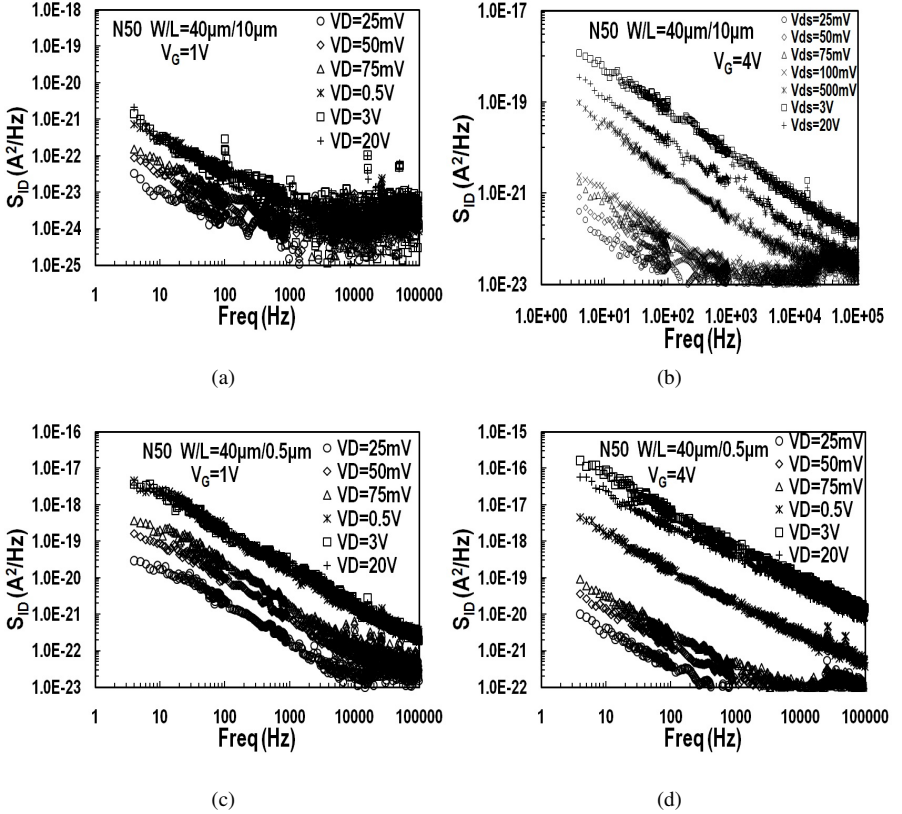 1.0E-18
1.0E-19
1.0E-20
1.0E-21
1.0E-22
1.0E-23
1.0E-24
1.0E-25
S_ID (A²/Hz)
N50 W/L=40µm/10µm
V_G=1V
VD=25mV
VD=50mV
VD=75mV
VD=0.5V
VD=3V
VD=20V
1 10 100 1000 10000 100000
Freq (Hz)
(a)
1.0E-17
1.0E-19
1.0E-21
1.0E-23
S_ID (A²/Hz)
N50 W/L=40µm/10µm
V_G=4V
Vds=25mV
Vds=50mV
Vds=75mV
Vds=100mV
Vds=500mV
Vds=3V
Vds=20V
1.0E+00 1.0E+01 1.0E+02 1.0E+03 1.0E+04 1.0E+05
Freq (Hz)
(b)
1.0E-16
1.0E-17
1.0E-18
1.0E-19
1.0E-20
1.0E-21
1.0E-22
1.0E-23
S_ID (A²/Hz)
N50 W/L=40µm/0.5µm
V_G=1V
VD=25mV
VD=50mV
VD=75mV
VD=0.5V
VD=3V
VD=20V
1 10 100 1000 10000 100000
Freq (Hz)
(c)
1.0E-15
1.0E-16
1.0E-17
1.0E-18
1.0E-19
1.0E-20
1.0E-21
1.0E-22
S_ID (A²/Hz)
N50 W/L=40µm/0.5µm
V_G=4V
VD=25mV
VD=50mV
VD=75mV
VD=0.5V
VD=3V
VD=20V
1 10 100 1000 10000 100000
Freq (Hz)
(d)